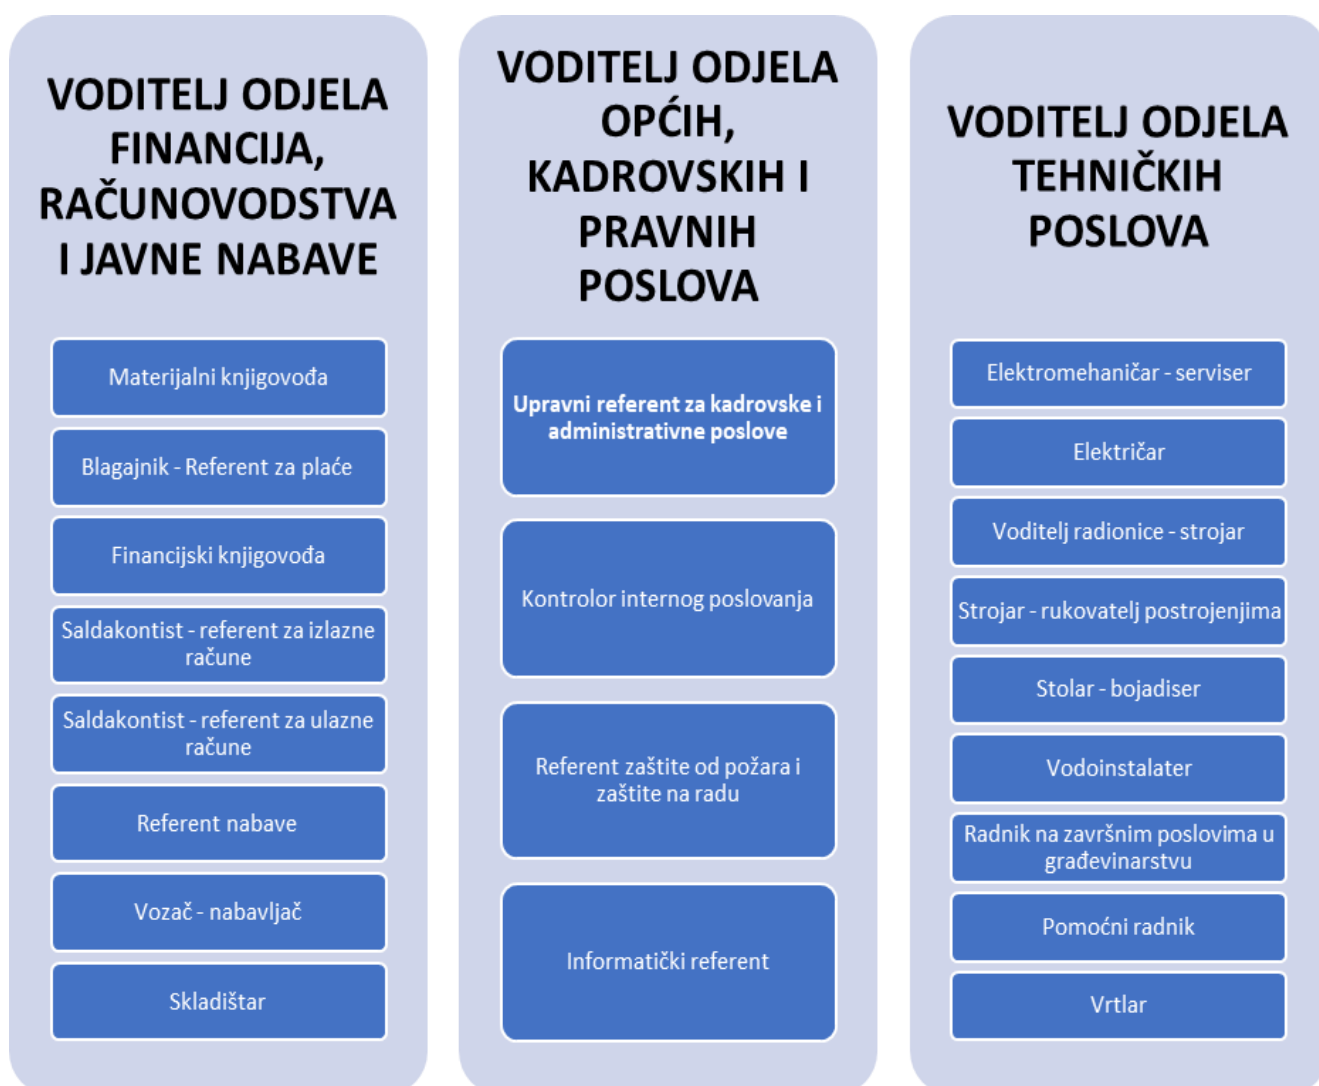 VODITELJ ODJELA
FINANCIJA,
RAČUNOVODSTVA
I JAVNE NABAVE
Materijalni knjigovođa
Blagajnik - Referent za plaće
Financijski knjigovođa
Saldakontist - referent za izlazne
račune
Saldakontist - referent za ulazne
račune
Referent nabave
Vozač - nabavljač
Skladištar
VODITELJ ODJELA
OPĆIH,
KADROVSKIH I
PRAVNIH
POSLOVA
Upravni referent za kadrovske i
administrativne poslove
Kontrolor internog poslovanja
Referent zaštite od požara i
zaštite na radu
Informatički referent
VODITELJ ODJELA
TEHNIČKIH
POSLOVA
Elektromehaničar - serviser
Električar
Voditelj radionice - strojar
Strojar - rukovatelj postrojenjima
Stolar - bojadiser
Vodoinstalater
Radnik na završnim poslovima u
građevinarstvu
Pomoćni radnik
Vrtlar